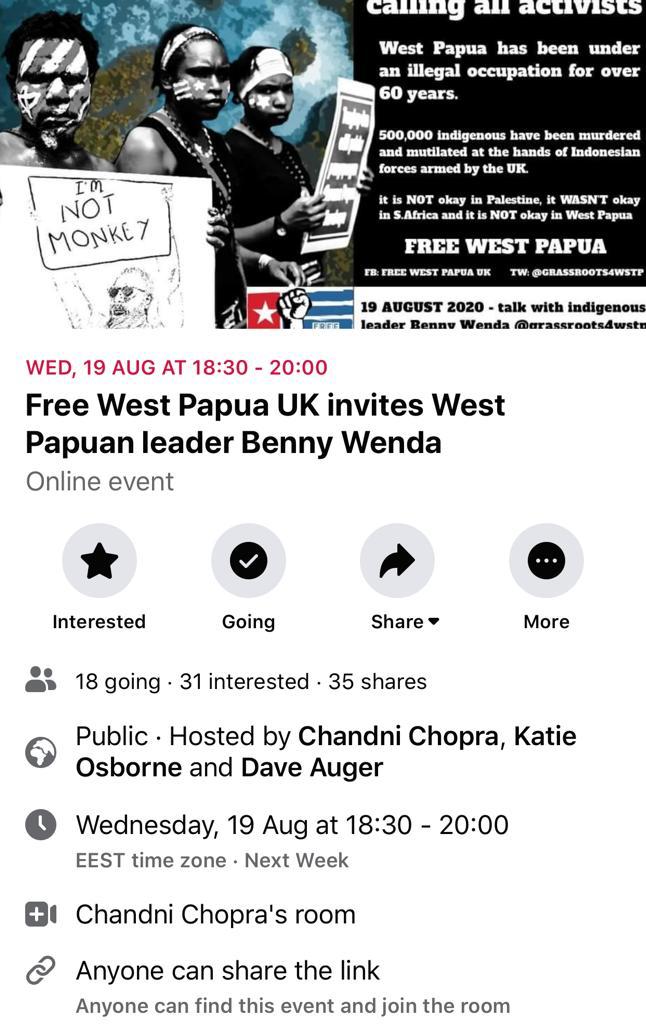 calling all activists
West Papua has been under
an illegal occupation for over
60 years.
500,000 indigenous have been murdered
and mutilated at the hands of Indonesian
forces armed by the UK.
it is NOT okay in Palestine, it WASN'T okay
in S.Africa and it is NOT okay in West Papua
FREE WEST PAPUA
FB: FREE WEST PAPUA UK TW: @GRASSROOTS4WSTP
I'M
NOT
MONKEY
FREE
19 AUGUST 2020 - talk with indigenous
leader Benny Wenda @grassroots4wstp
WED, 19 AUG AT 18:30 - 20:00
Free West Papua UK invites West
Papuan leader Benny Wenda
Online event
Interested
Going
Share
More
18 going · 31 interested · 35 shares
Public · Hosted by Chandni Chopra, Katie
Osborne and Dave Auger
Wednesday, 19 Aug at 18:30 - 20:00
EEST time zone · Next Week
Chandni Chopra's room
Anyone can share the link
Anyone can find this event and join the room